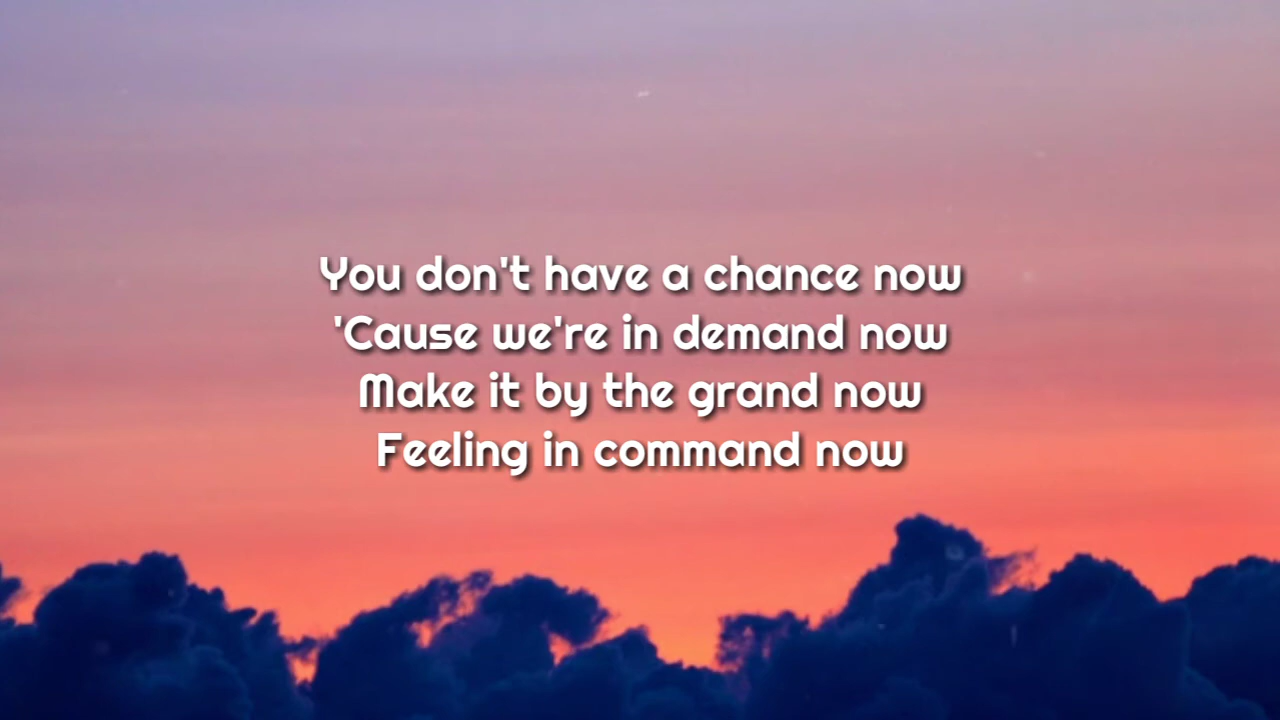 You don't have a chance now
'Cause we're in demand now
Make it by the grand now
Feeling in command now